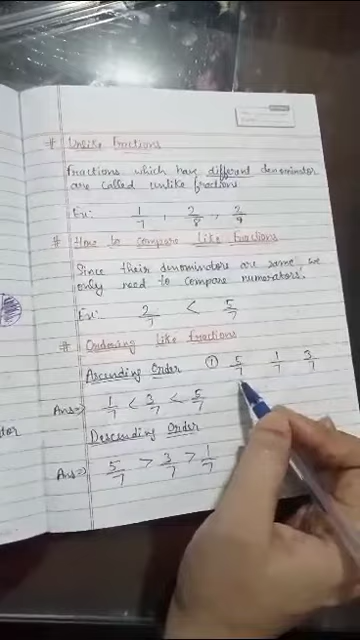 # Unlike Fractions
Fractions which have different denominator
are called unlike fractions
Ex:- 1/7 , 2/8 , 2/9
# How to compare Like Fractions
Since their denominators are same, we
only need to compare numerators.
Ex:- 2/7 < 5/7
# Ordering Like Fractions
Ascending Order ① 5/7 1/7 3/7
Ans=> 1/7 < 3/7 < 5/7
Descending Order
Ans=> 5/7 > 3/7 > 1/7